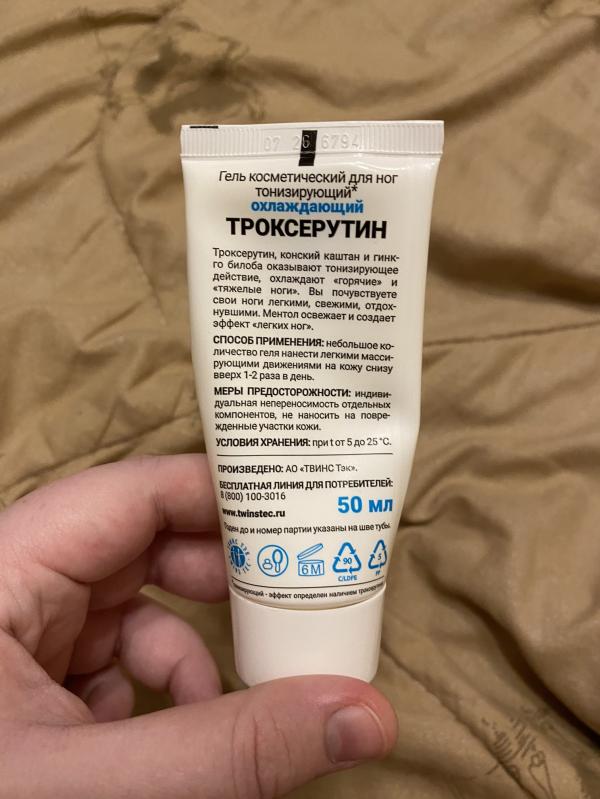 07 26 6794
Гель косметический для ног
тонизирующий*
охлаждающий
ТРОКСЕРУТИН
Троксерутин, конский каштан и гинк-
го билоба оказывают тонизирующее
действие, охлаждают «горячие» и
«тяжелые ноги». Вы почувствуете
свои ноги легкими, свежими, отдох-
нувшими. Ментол освежает и создает
эффект «легких ног».
СПОСОБ ПРИМЕНЕНИЯ: небольшое ко-
личество геля нанести легкими масси-
рующими движениями на кожу снизу
вверх 1-2 раза в день.
МЕРЫ ПРЕДОСТОРОЖНОСТИ: индиви-
дуальная непереносимость отдельных
компонентов, не наносить на повре-
жденные участки кожи.
УСЛОВИЯ ХРАНЕНИЯ: при t от 5 до 25 °C.
ПРОИЗВЕДЕНО: АО «ТВИНС Тэк».
БЕСПЛАТНАЯ ЛИНИЯ ДЛЯ ПОТРЕБИТЕЛЕЙ:
8 (800) 100-3016
www.twinstec.ru 50 мл
Годен до и номер партии указаны на шве тубы.
6М 90 5
C/LDPE PP
тонизирующий - эффект определен наличием троксерутина